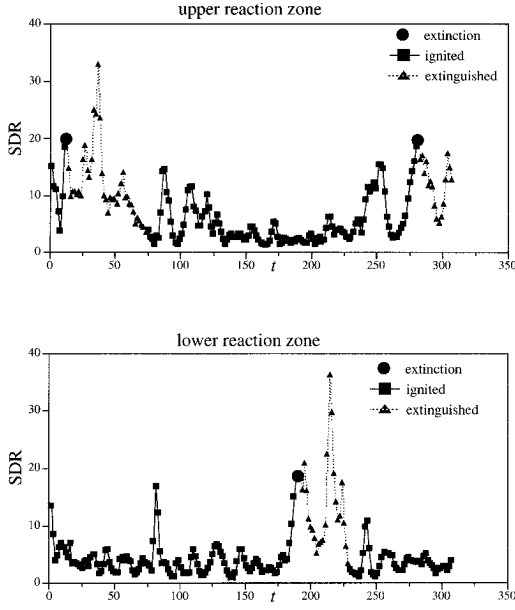 upper reaction zone
40
30
20
10
0
SDR
extinction
ignited
extinguished
0 50 100 150 200 250 300 350
t
lower reaction zone
40
30
20
10
0
SDR
extinction
ignited
extinguished
0 50 100 150 200 250 300 350
t